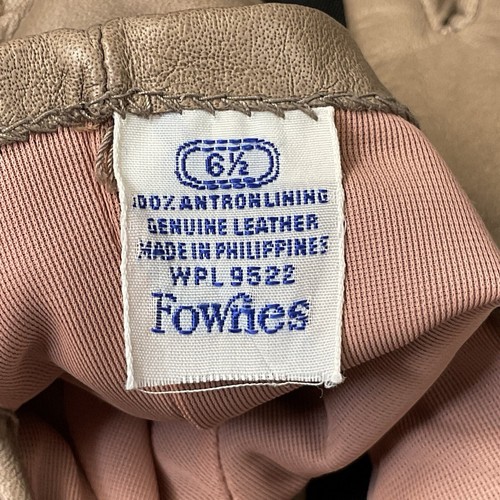 6½
100% ANTRON LINING
GENUINE LEATHER
MADE IN PHILIPPINES
WPL 9522
Fownes